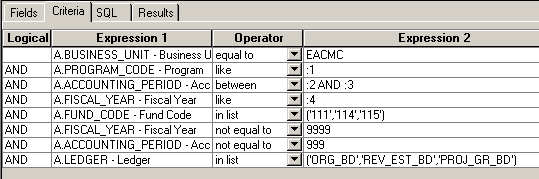 Fields Criteria SQL Results
Logical Expression 1 Operator Expression 2
A.BUSINESS_UNIT - Business U equal to EACMC
AND A.PROGRAM_CODE - Program like :1
AND A.ACCOUNTING_PERIOD - Acc between :2 AND :3
AND A.FISCAL_YEAR - Fiscal Year like :4
AND A.FUND_CODE - Fund Code in list ('111','114','115')
AND A.FISCAL_YEAR - Fiscal Year not equal to 9999
AND A.ACCOUNTING_PERIOD - Acc not equal to 999
AND A.LEDGER - Ledger in list ('ORG_BD','REV_EST_BD','PROJ_GR_BD')